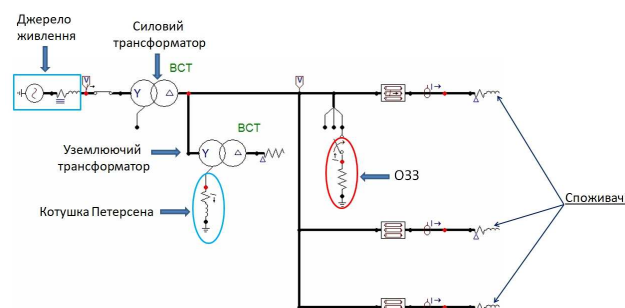 Джерело
живлення
Силовий
трансформатор
ВСТ
V
V
Y
I→
I→
ВСТ
Уземлюючий
трансформатор
Y
ОЗЗ
Котушка Петерсена
Споживач
I→
I→